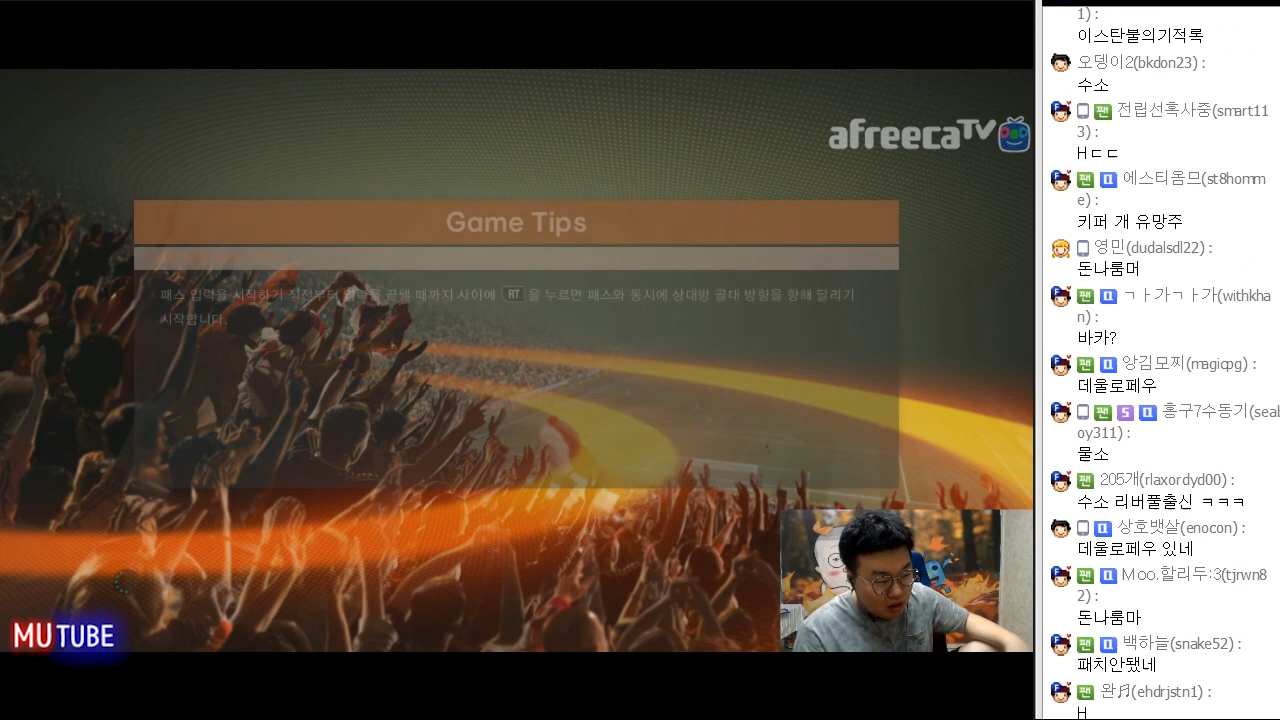 afreecaTV
Game Tips
패스 입력을 시작하기 직전부터 때까지 사이에 RT 을 누르면 패스와 동시에 상대방 골대 방향을 향해 달리기
시작합니다.
MUTUBE
1) :
이스탄불의기적록
오뎅이2(bkdon23) :
수소
팬 전립선혹사중(smart11
3) :
Hㄷㄷ
팬 에스티옴므(st8homm
e) :
키퍼 개 유망주
영민(dudalsdl22) :
돈나룸머
팬 ㄱㅏ가ㄱㅏ가(withkha
n) :
바카?
팬 앙김모찌(magicpg) :
데울로페우
팬 S 홍구7수동기(seab
oy311) :
물소
팬 205개(rlaxordyd00) :
수소 리버풀출신 ㅋㅋㅋ
상호뱃살(enocon) :
데울로페우 있네
팬 Moo.할리두:3(tjrwn8
2) :
돈나룸마
팬 백하늘(snake52) :
패치안됐네
팬 완♬(ehdrjstn1) :
H